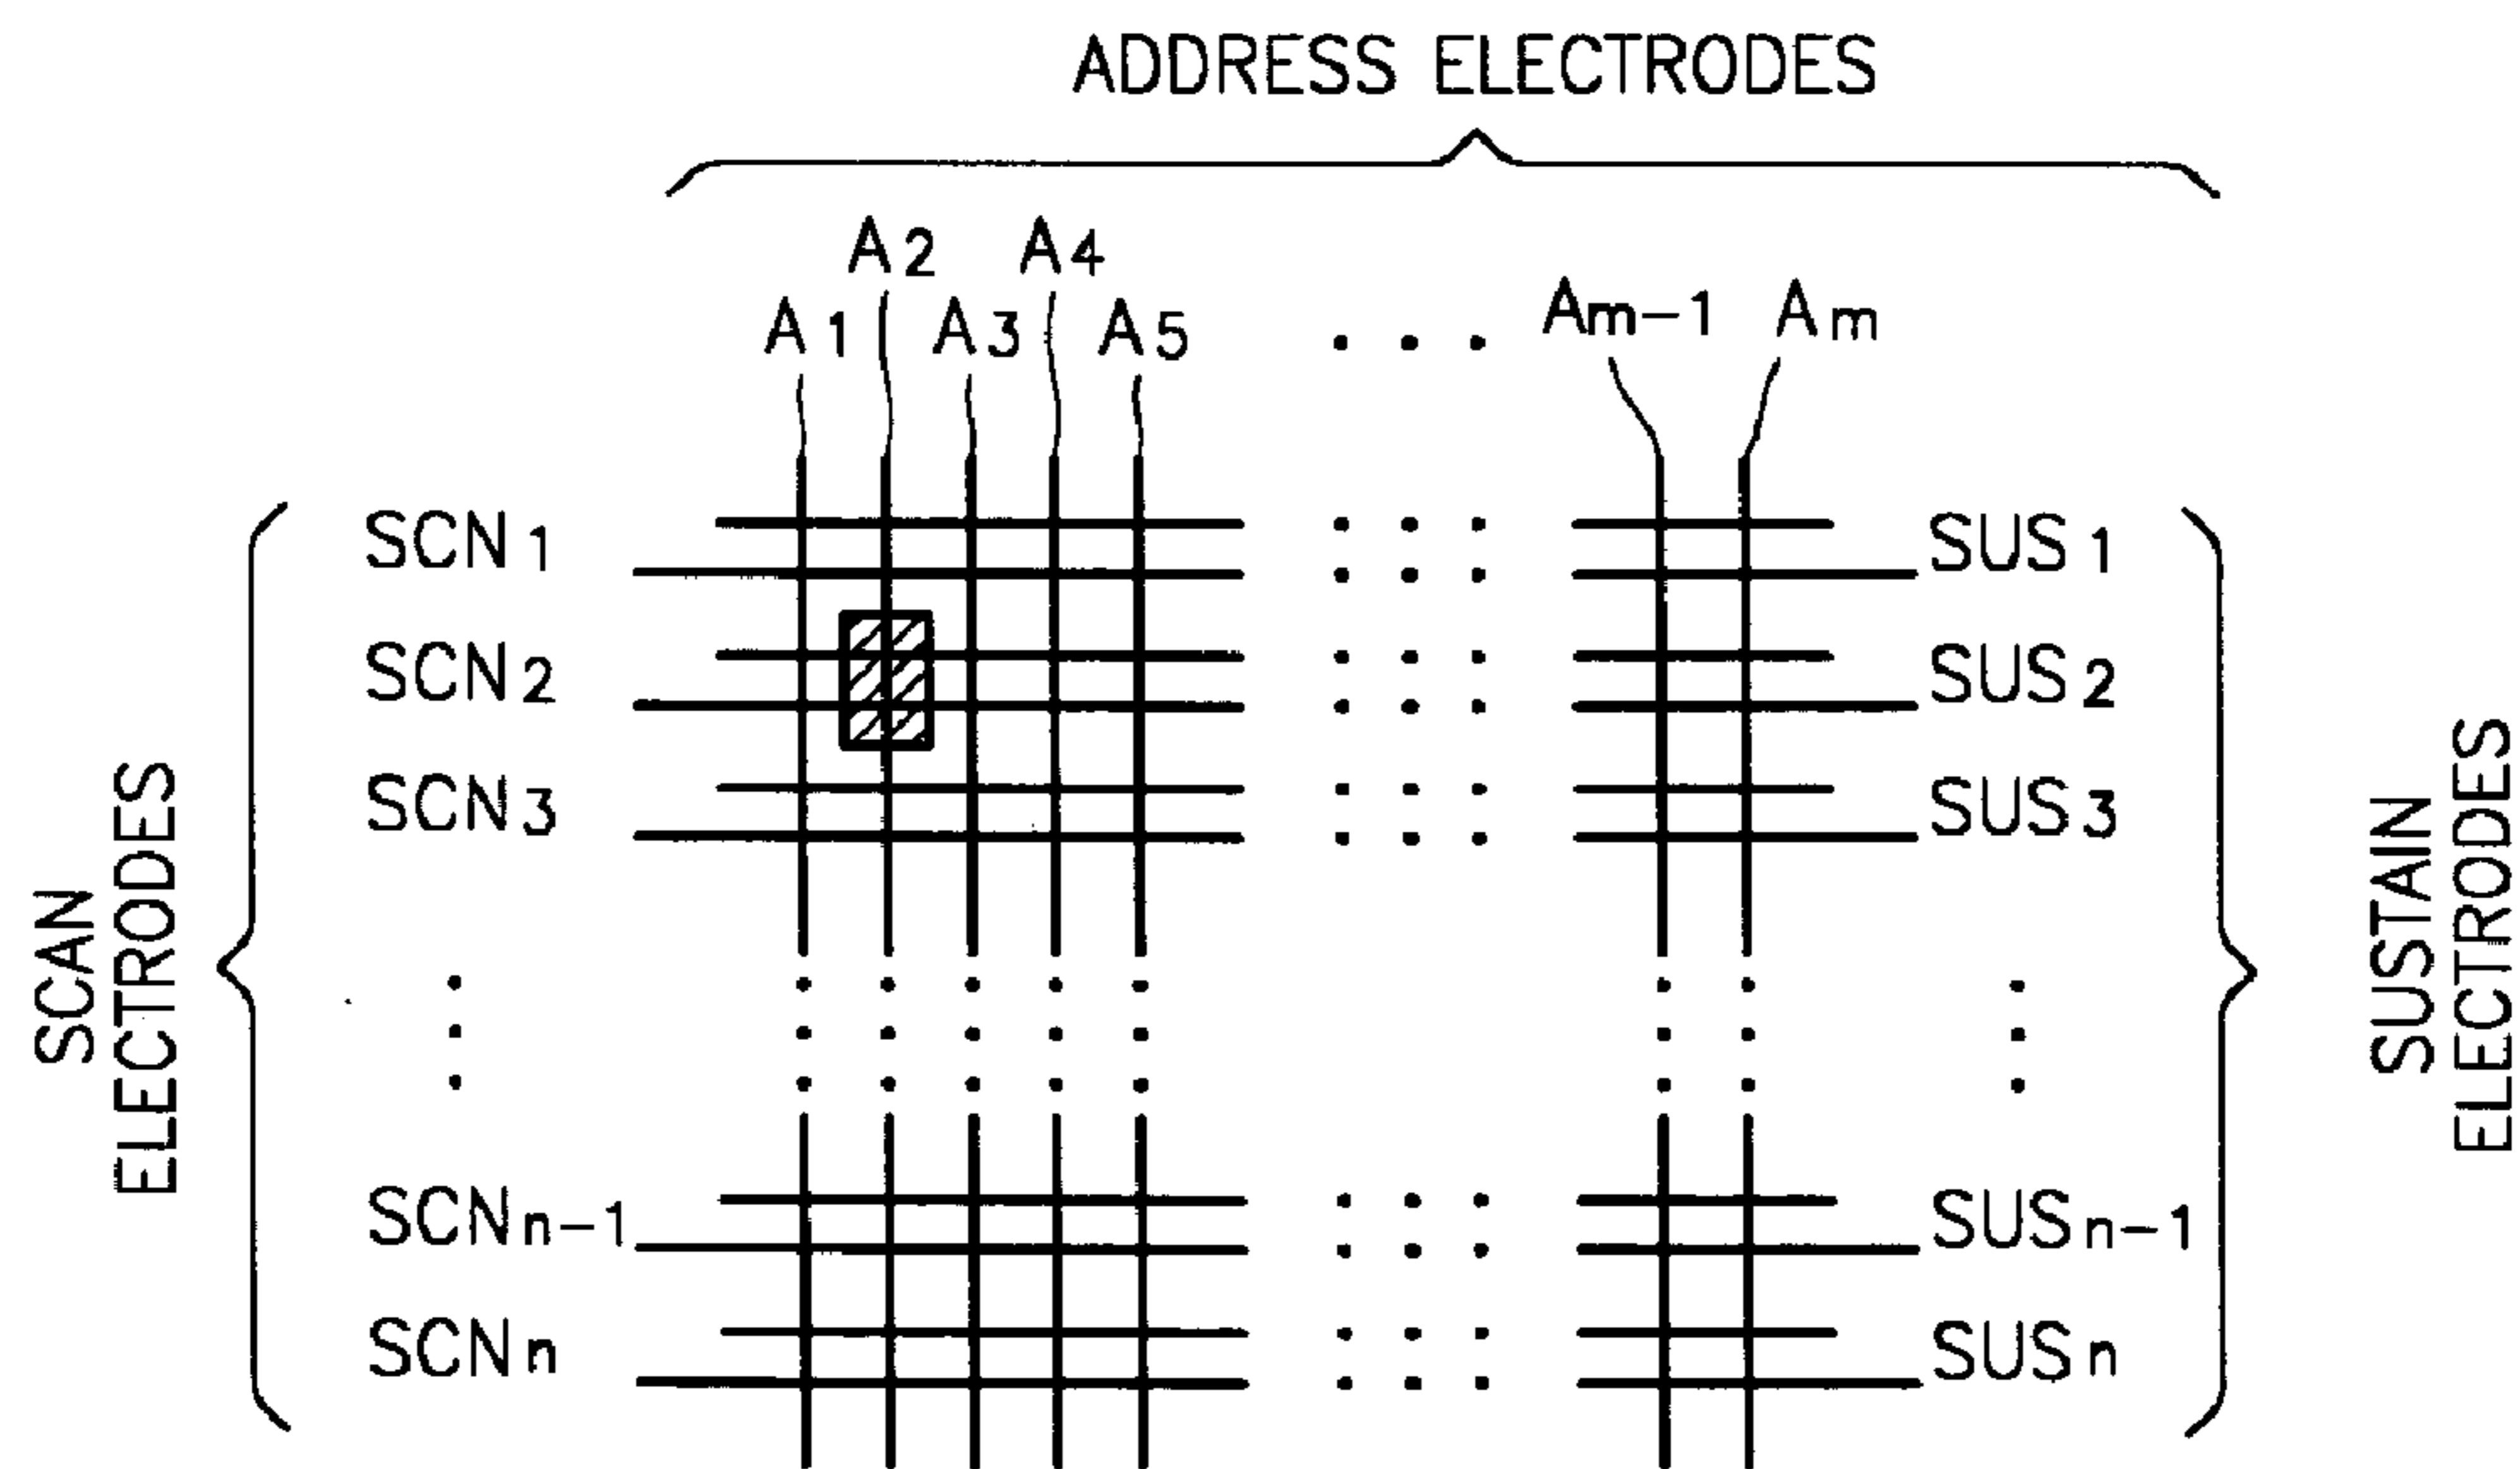 ADDRESS ELECTRODES
A2 A4
A1 A3 A5 . . . Am-1 Am
SCN1 SUS1
SCN2 SUS2
SCN3 SUS3
SCAN
ELECTRODES
SUSTAIN
ELECTRODES
SCNn-1 SUSn-1
SCNn SUSn